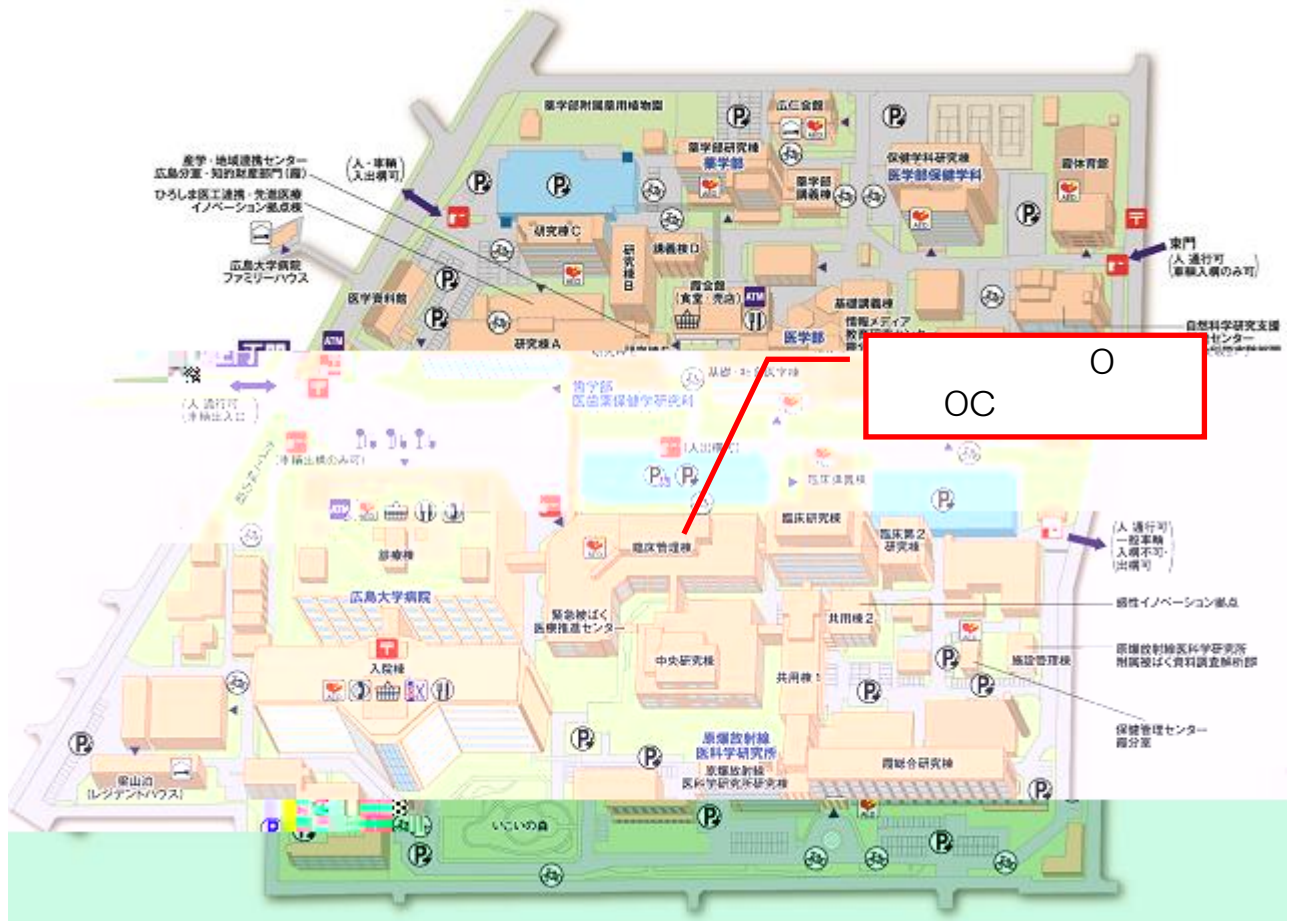 薬学部附属薬用植物園
広仁会館
産学・地域連携センター
広島分室・知的財産部門(霞)
(人・車輌
入出構可)
薬学部研究棟
薬学部
保健学科研究棟
医学部保健学科
霞体育館
ひろしま医工連携・先進医療
イノベーション拠点棟
薬学部
講義棟
研究棟C
研究棟B
講義棟D
東門
(人 通行可
車輌入構のみ可)
広島大学病院
ファミリーハウス
医学資料館
霞会館
(食堂・売店)
ATM
基礎講義棟
情報メディア
自然科学研究支援
センター
研究棟A
医学部
ATM
O
OC
歯学部
医歯薬保健学研究科
(人 通行可
車輌出入口)
(車輌出構のみ可)
(人出構可)
臨床講義棟
ATM
AED
診療棟
臨床管理棟
臨床研究棟
臨床第2
研究棟
(人 通行可
一般車輌
入構不可・
出構可)
広島大学病院
緊急被ばく
医療推進センター
共用棟2
感性イノベーション拠点
入院棟
中央研究棟
共用棟1
施設管理棟
原爆放射線医科学研究所
附属被ばく資料調査解析部
保健管理センター
霞分室
原爆放射線
医科学研究所
原爆放射線
医科学研究所研究棟
霞総合研究棟
(レジデントハウス)
いこいの森